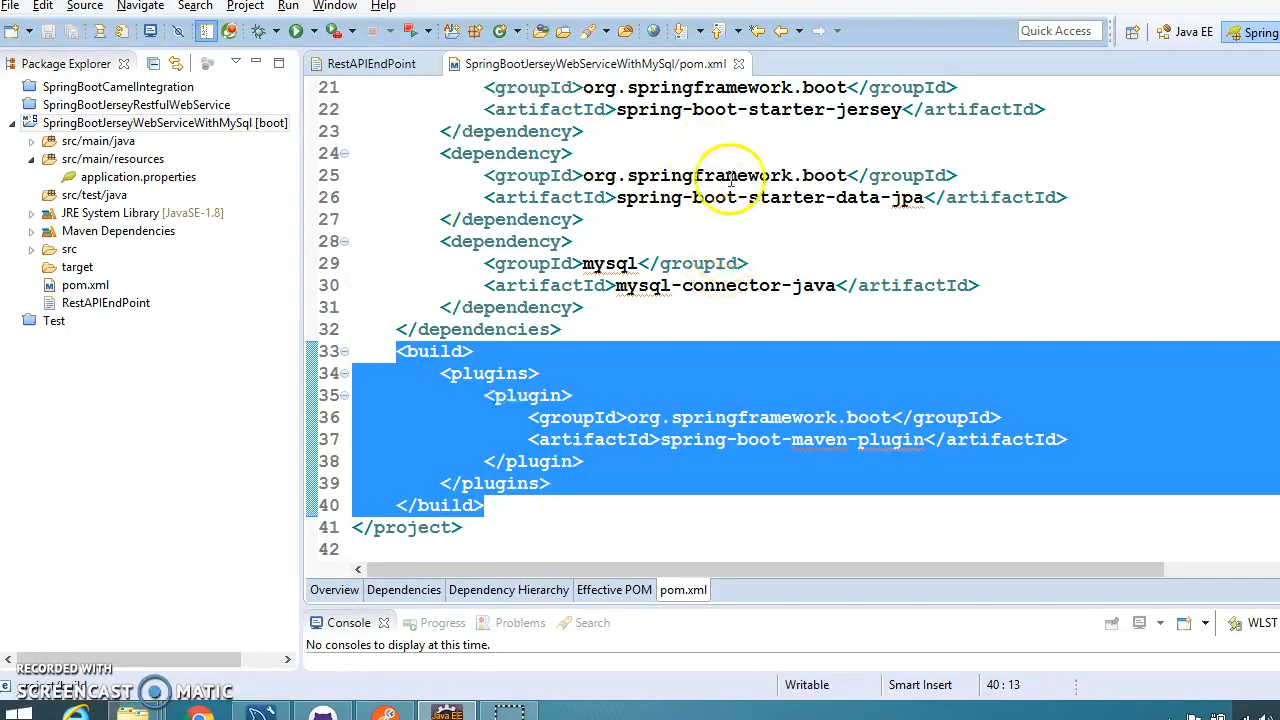 File Edit Source Navigate Search Project Run Window Help
Quick Access
Java EE
Spring
Package Explorer
RestAPIEndPoint
SpringBootJerseyWebServiceWithMySql/pom.xml
SpringBootCamelIntegration
SpringBootJerseyRestfulWebService
SpringBootJerseyWebServiceWithMySql [boot]
src/main/java
src/main/resources
application.properties
src/test/java
JRE System Library [JavaSE-1.8]
Maven Dependencies
src
target
pom.xml
RestAPIEndPoint
Test
21 <groupId>org.springframework.boot</groupId>
22 <artifactId>spring-boot-starter-jersey</artifactId>
23 </dependency>
24 <dependency>
25 <groupId>org.springframework.boot</groupId>
26 <artifactId>spring-boot-starter-data-jpa</artifactId>
27 </dependency>
28 <dependency>
29 <groupId>mysql</groupId>
30 <artifactId>mysql-connector-java</artifactId>
31 </dependency>
32 </dependencies>
33 <build>
34 <plugins>
35 <plugin>
36 <groupId>org.springframework.boot</groupId>
37 <artifactId>spring-boot-maven-plugin</artifactId>
38 </plugin>
39 </plugins>
40 </build>
41 </project>
42
Overview Dependencies Dependency Hierarchy Effective POM pom.xml
Console Progress Problems Search
WLST
No consoles to display at this time.
RECORDED WITH
SCREENCAST MATIC
Writable Smart Insert 40 : 13
Java EE